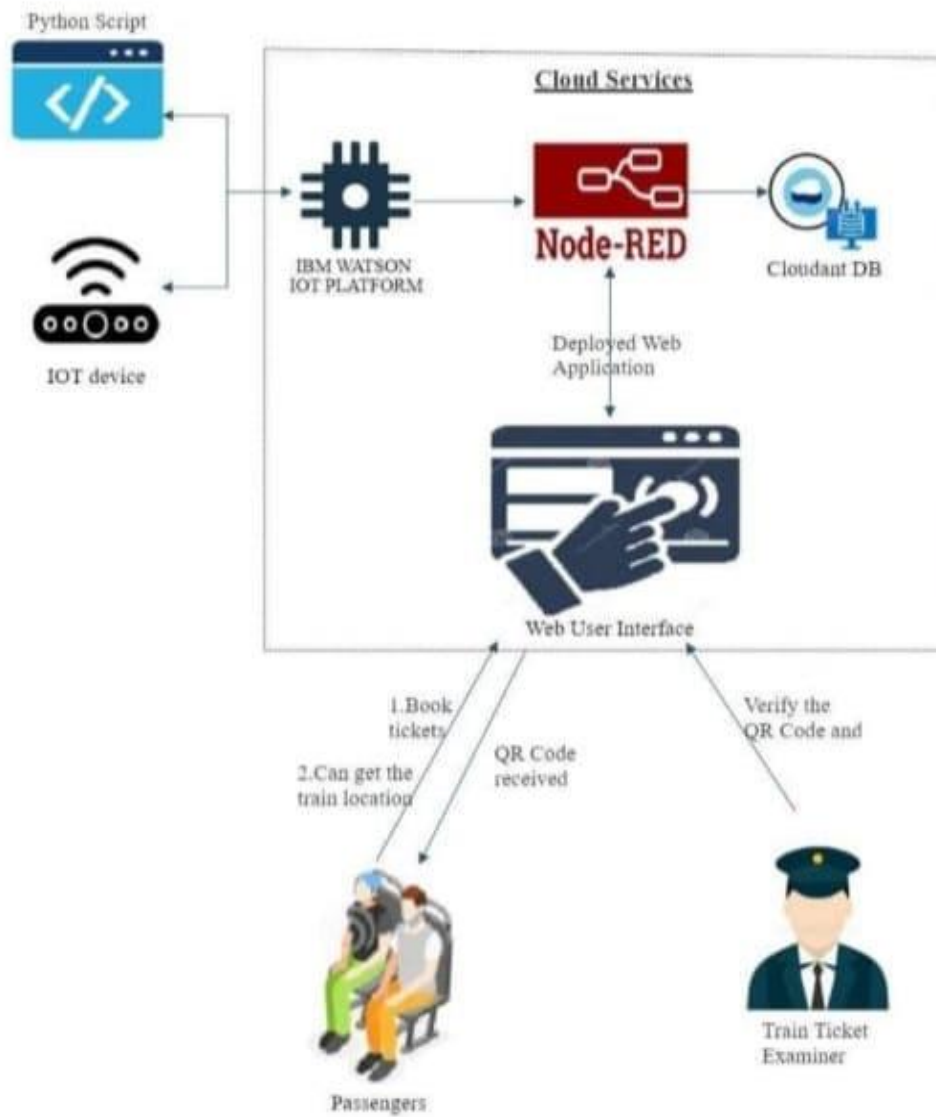 Python Script
Cloud Services
</>
IBM WATSON
IOT PLATFORM
Node-RED
Cloudant DB
IOT device
Deployed Web
Application
Web User Interface
1.Book
tickets
2.Can get the
train location
QR Code
received
Verify the
QR Code and
Train Ticket
Examiner
Passengers